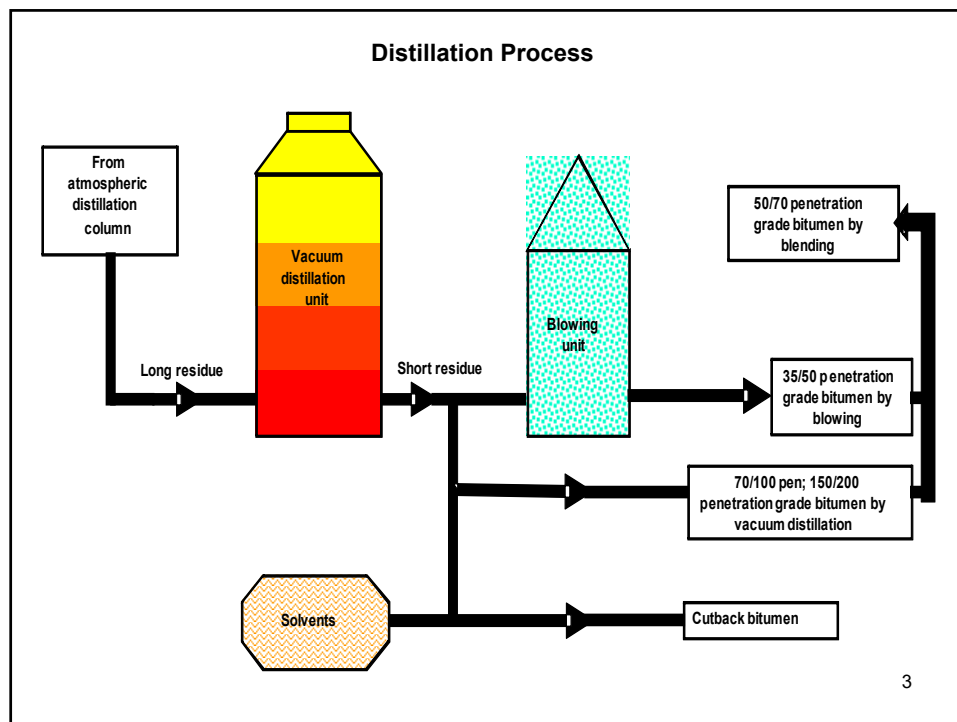 Distillation Process
From
atmospheric
distillation
column
Vacuum
distillation
unit
Blowing
unit
50/70 penetration
grade bitumen by
blending
Long residue
Short residue
35/50 penetration
grade bitumen by
blowing
70/100 pen; 150/200
penetration grade bitumen by
vacuum distillation
Solvents
Cutback bitumen
3